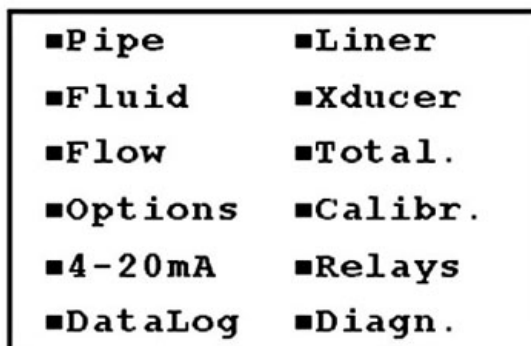 ▪Pipe ▪Liner
▪Fluid ▪Xducer
▪Flow ▪Total.
▪Options ▪Calibr.
▪4-20mA ▪Relays
▪DataLog ▪Diagn.